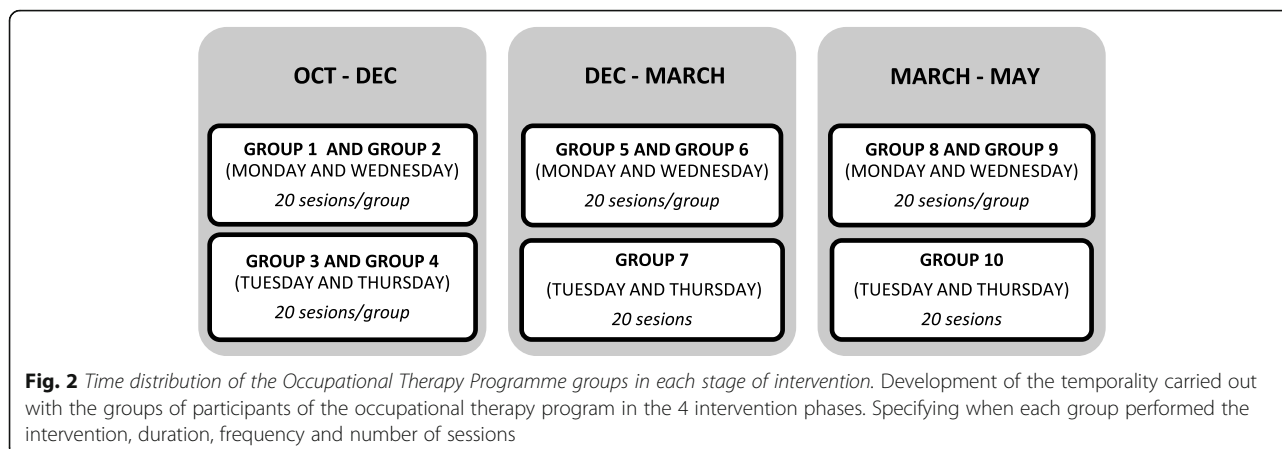 OCT - DEC
GROUP 1 AND GROUP 2
(MONDAY AND WEDNESDAY)
20 sesions/group
GROUP 3 AND GROUP 4
(TUESDAY AND THURSDAY)
20 sesions/group
DEC - MARCH
GROUP 5 AND GROUP 6
(MONDAY AND WEDNESDAY)
20 sesions/group
GROUP 7
(TUESDAY AND THURSDAY)
20 sesions
MARCH - MAY
GROUP 8 AND GROUP 9
(MONDAY AND WEDNESDAY)
20 sesions/group
GROUP 10
(TUESDAY AND THURSDAY)
20 sesions
Fig. 2 Time distribution of the Occupational Therapy Programme groups in each stage of intervention. Development of the temporality carried out
with the groups of participants of the occupational therapy program in the 4 intervention phases. Specifying when each group performed the
intervention, duration, frequency and number of sessions